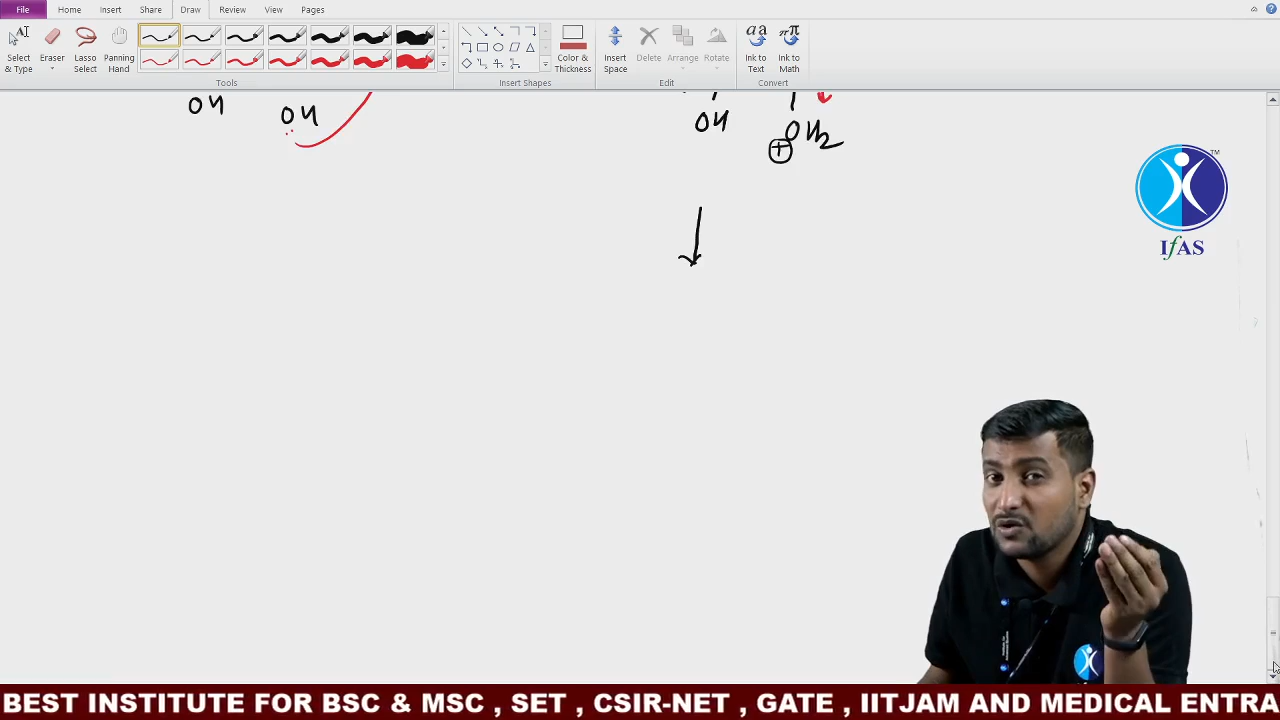 File Home Insert Share Draw Review View Pages
Select & Type
Eraser
Lasso Select
Panning Hand
Color & Thickness
Insert Space
Delete
Arrange
Rotate
Ink to Text
Ink to Math
Tools
Insert Shapes
Edit
Convert
OH
OH
OH
OH2
+
IfAS
TM
BEST INSTITUTE FOR BSC & MSC , SET , CSIR-NET , GATE , IITJAM AND MEDICAL ENTRA